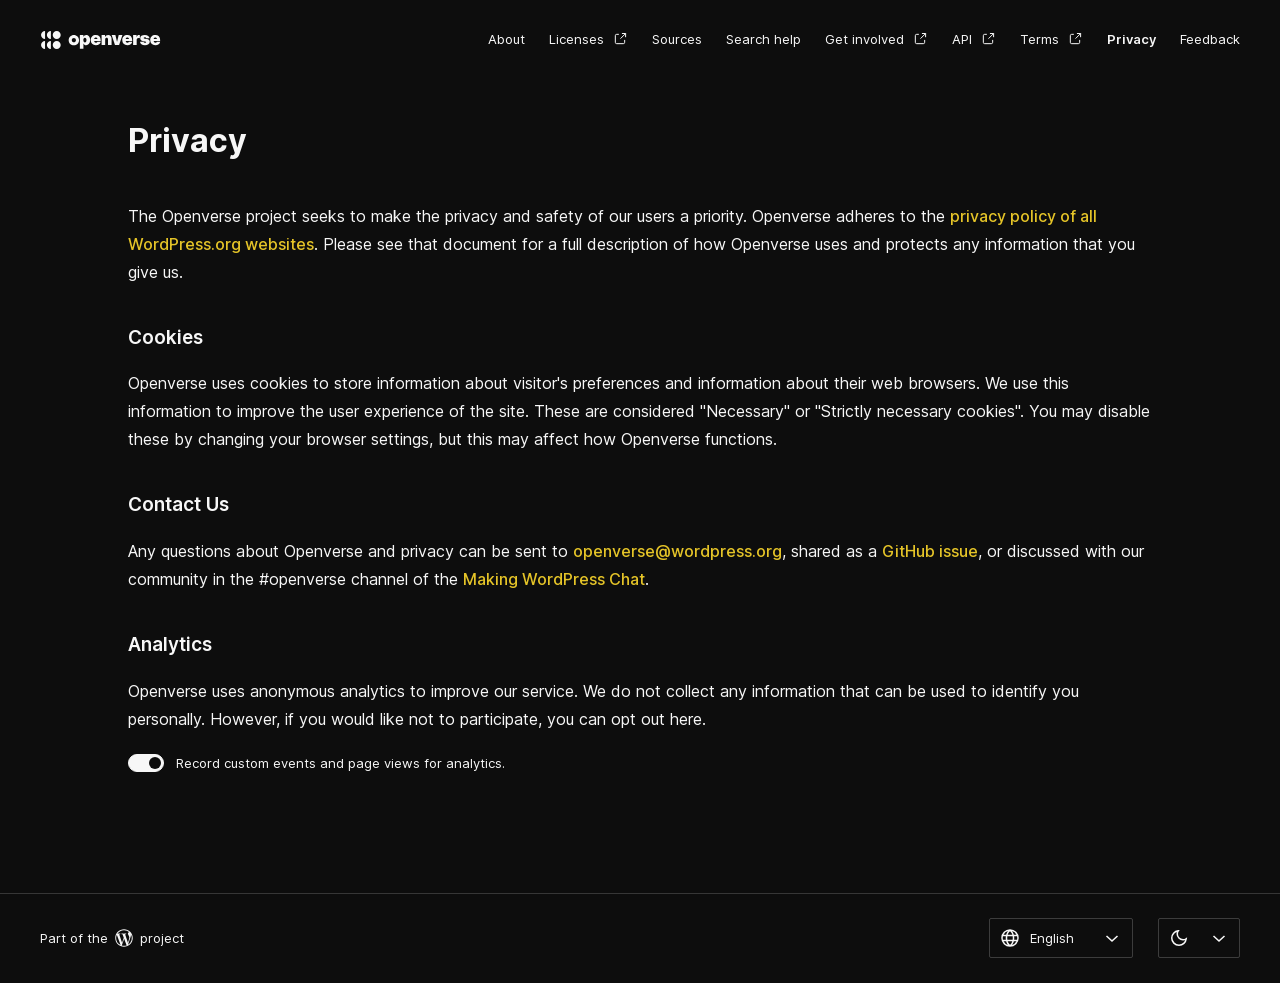 openverse
About Licenses Sources Search help Get involved API Terms Privacy Feedback
Privacy
The Openverse project seeks to make the privacy and safety of our users a priority. Openverse adheres to the privacy policy of all
WordPress.org websites. Please see that document for a full description of how Openverse uses and protects any information that you
give us.
Cookies
Openverse uses cookies to store information about visitor's preferences and information about their web browsers. We use this
information to improve the user experience of the site. These are considered "Necessary" or "Strictly necessary cookies". You may disable
these by changing your browser settings, but this may affect how Openverse functions.
Contact Us
Any questions about Openverse and privacy can be sent to openverse@wordpress.org, shared as a GitHub issue, or discussed with our
community in the #openverse channel of the Making WordPress Chat.
Analytics
Openverse uses anonymous analytics to improve our service. We do not collect any information that can be used to identify you
personally. However, if you would like not to participate, you can opt out here.
Record custom events and page views for analytics.
Part of the project
English